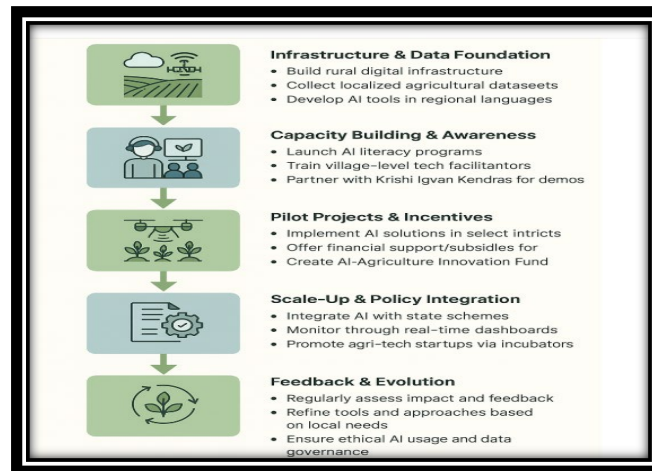 Infrastructure & Data Foundation
• Build rural digital infrastructure
• Collect localized agricultural dataseets
• Develop AI tools in regional languages
Capacity Building & Awareness
• Launch AI literacy programs
• Train village-level tech facilitantors
• Partner with Krishi Igvan Kendras for demos
Pilot Projects & Incentives
• Implement AI solutions in select intricts
• Offer financial support/subsidles for
• Create AI-Agriculture Innovation Fund
Scale-Up & Policy Integration
• Integrate AI with state schemes
• Monitor through real-time dashboards
• Promote agri-tech startups via incubators
Feedback & Evolution
• Regularly assess impact and feedback
• Refine tools and approaches based
on local needs
• Ensure ethical AI usage and data
governance